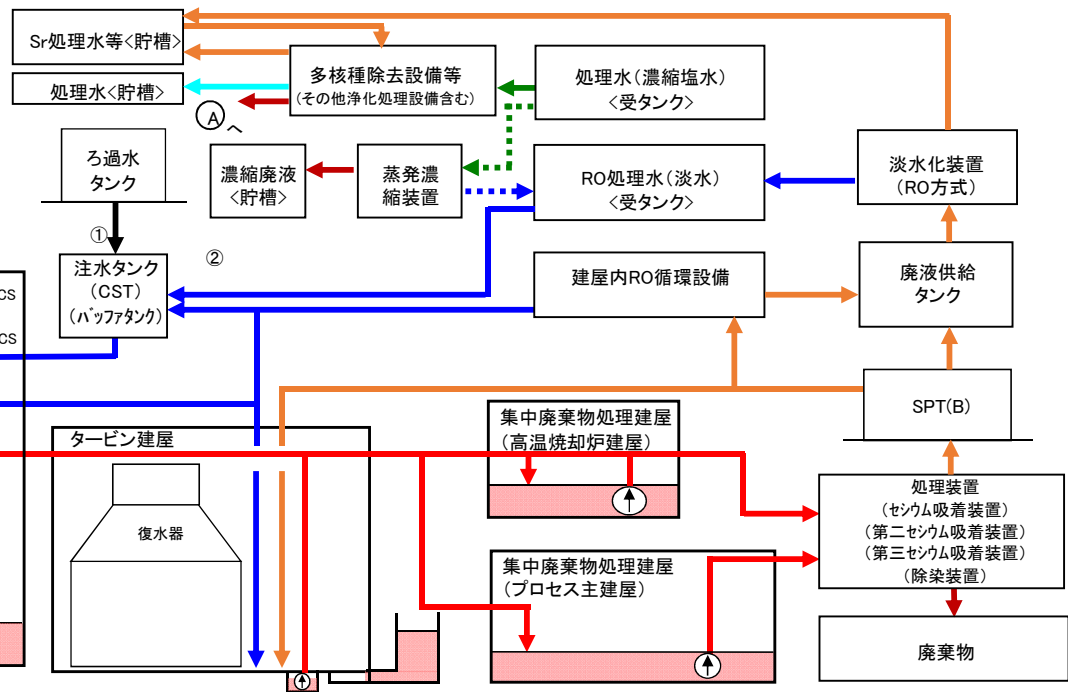 Sr処理水等<貯槽>
処理水<貯槽>
多核種除去設備等
(その他浄化処理設備含む)
処理水(濃縮塩水)
<受タンク>
Aへ
ろ過水
タンク
濃縮廃液
<貯槽>
蒸発濃
縮装置
RO処理水(淡水)
<受タンク>
淡水化装置
(RO方式)
①
②
注水タンク
(CST)
(バッファタンク)
建屋内RO循環設備
廃液供給
タンク
CS
CS
SPT(B)
タービン建屋
復水器
集中廃棄物処理建屋
(高温焼却炉建屋)
処理装置
(セシウム吸着装置)
(第二セシウム吸着装置)
(第三セシウム吸着装置)
(除染装置)
集中廃棄物処理建屋
(プロセス主建屋)
廃棄物